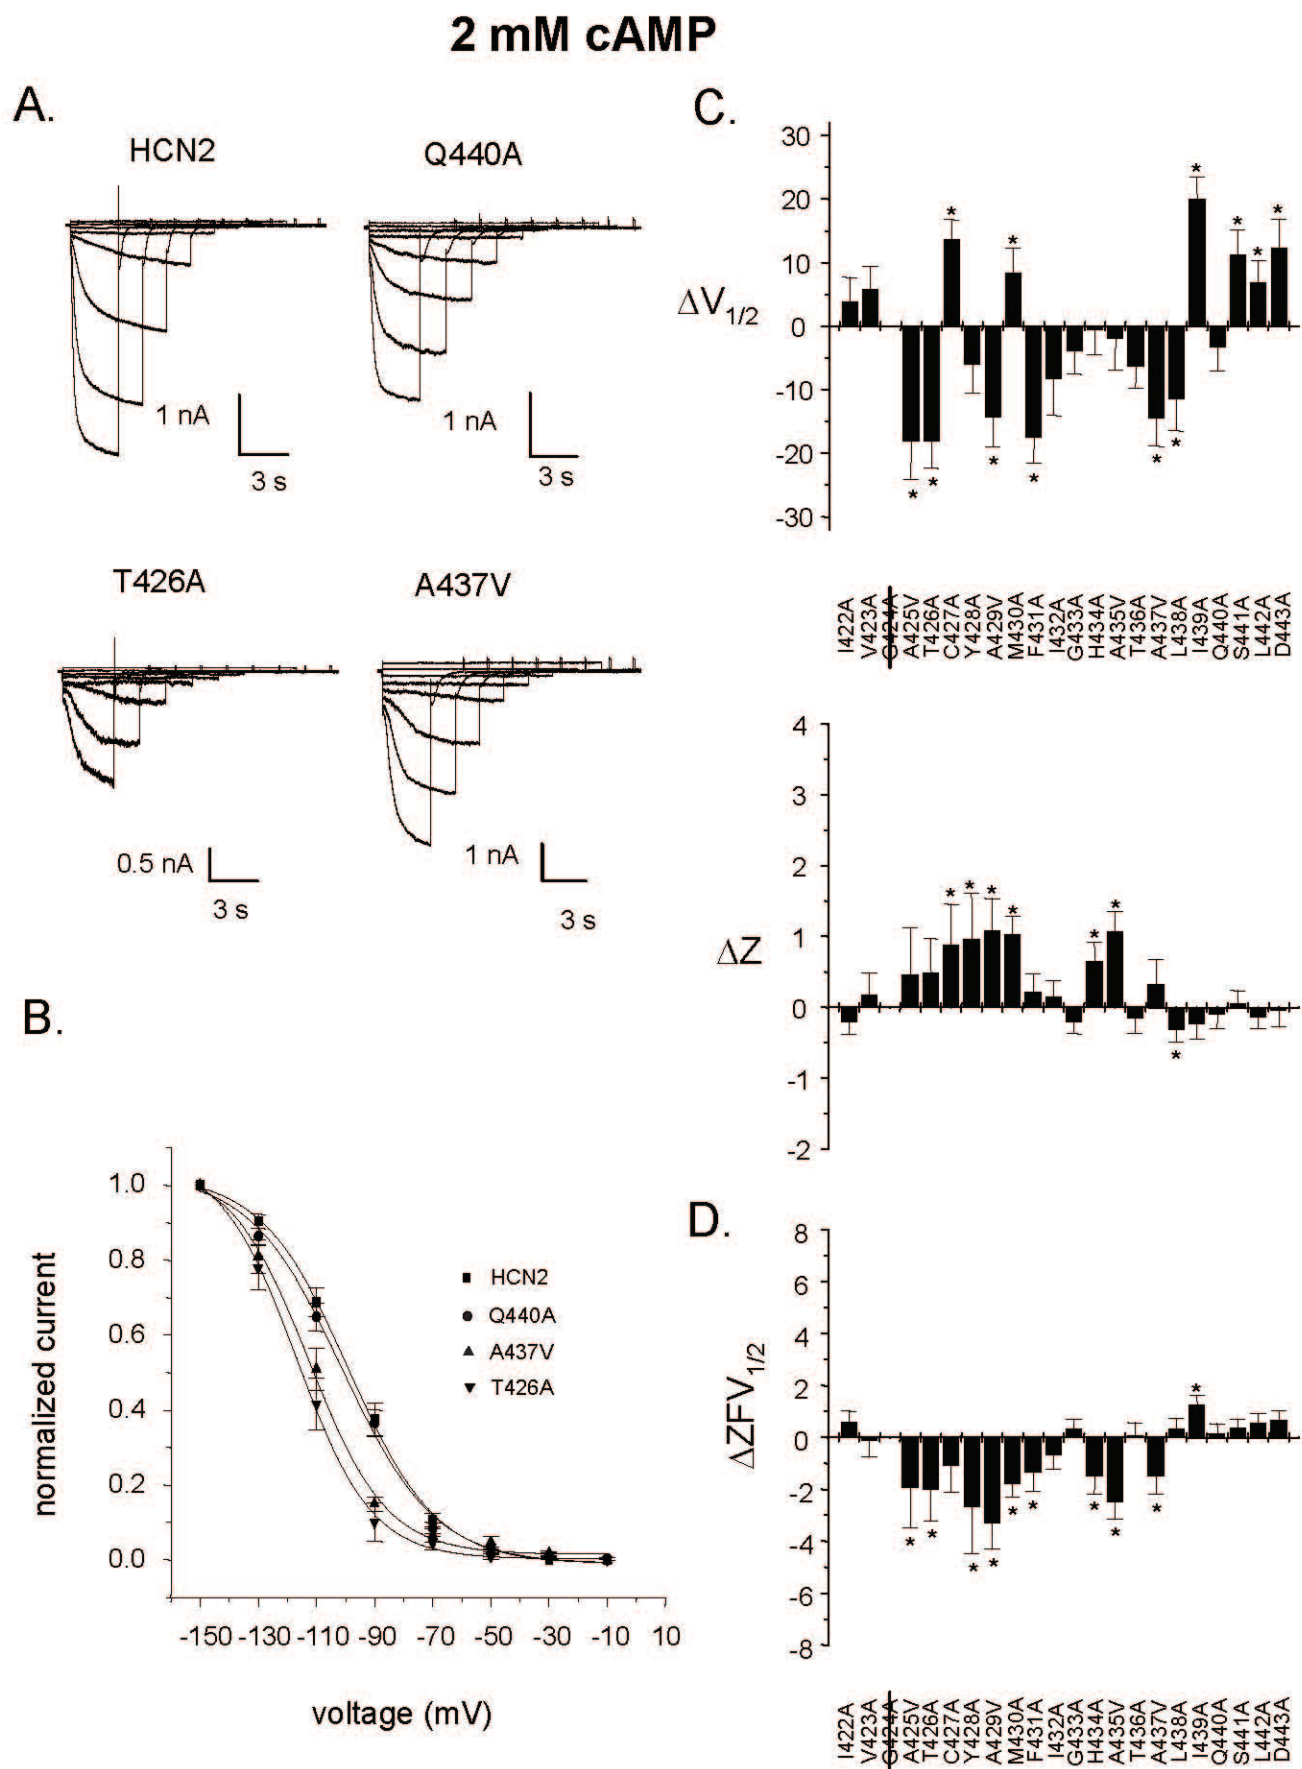 2 mM cAMP
A.
HCN2
Q440A
1 nA
3 s
1 nA
3 s
T426A
A437V
0.5 nA
3 s
1 nA
3 s
B.
normalized current
1.0
0.8
0.6
0.4
0.2
0.0
HCN2
Q440A
A437V
T426A
-150 -130 -110 -90 -70 -50 -30 -10 10
voltage (mV)
C.
ΔV1/2
30
20
10
0
-10
-20
-30
* * * * * * * * * * * *
I422A V423A G424A A425V T426A C427A Y428A A429V M430A F431A I432A G433A H434A A435V T436A A437V L438A I439A Q440A S441A L442A D443A
ΔZ
4
3
2
1
0
-1
-2
* * * * * * *
D.
ΔZFV1/2
8
6
4
2
0
-2
-4
-6
-8
* * * * * * * * * *
I422A V423A G424A A425V T426A C427A Y428A A429V M430A F431A I432A G433A H434A A435V T436A A437V L438A I439A Q440A S441A L442A D443A